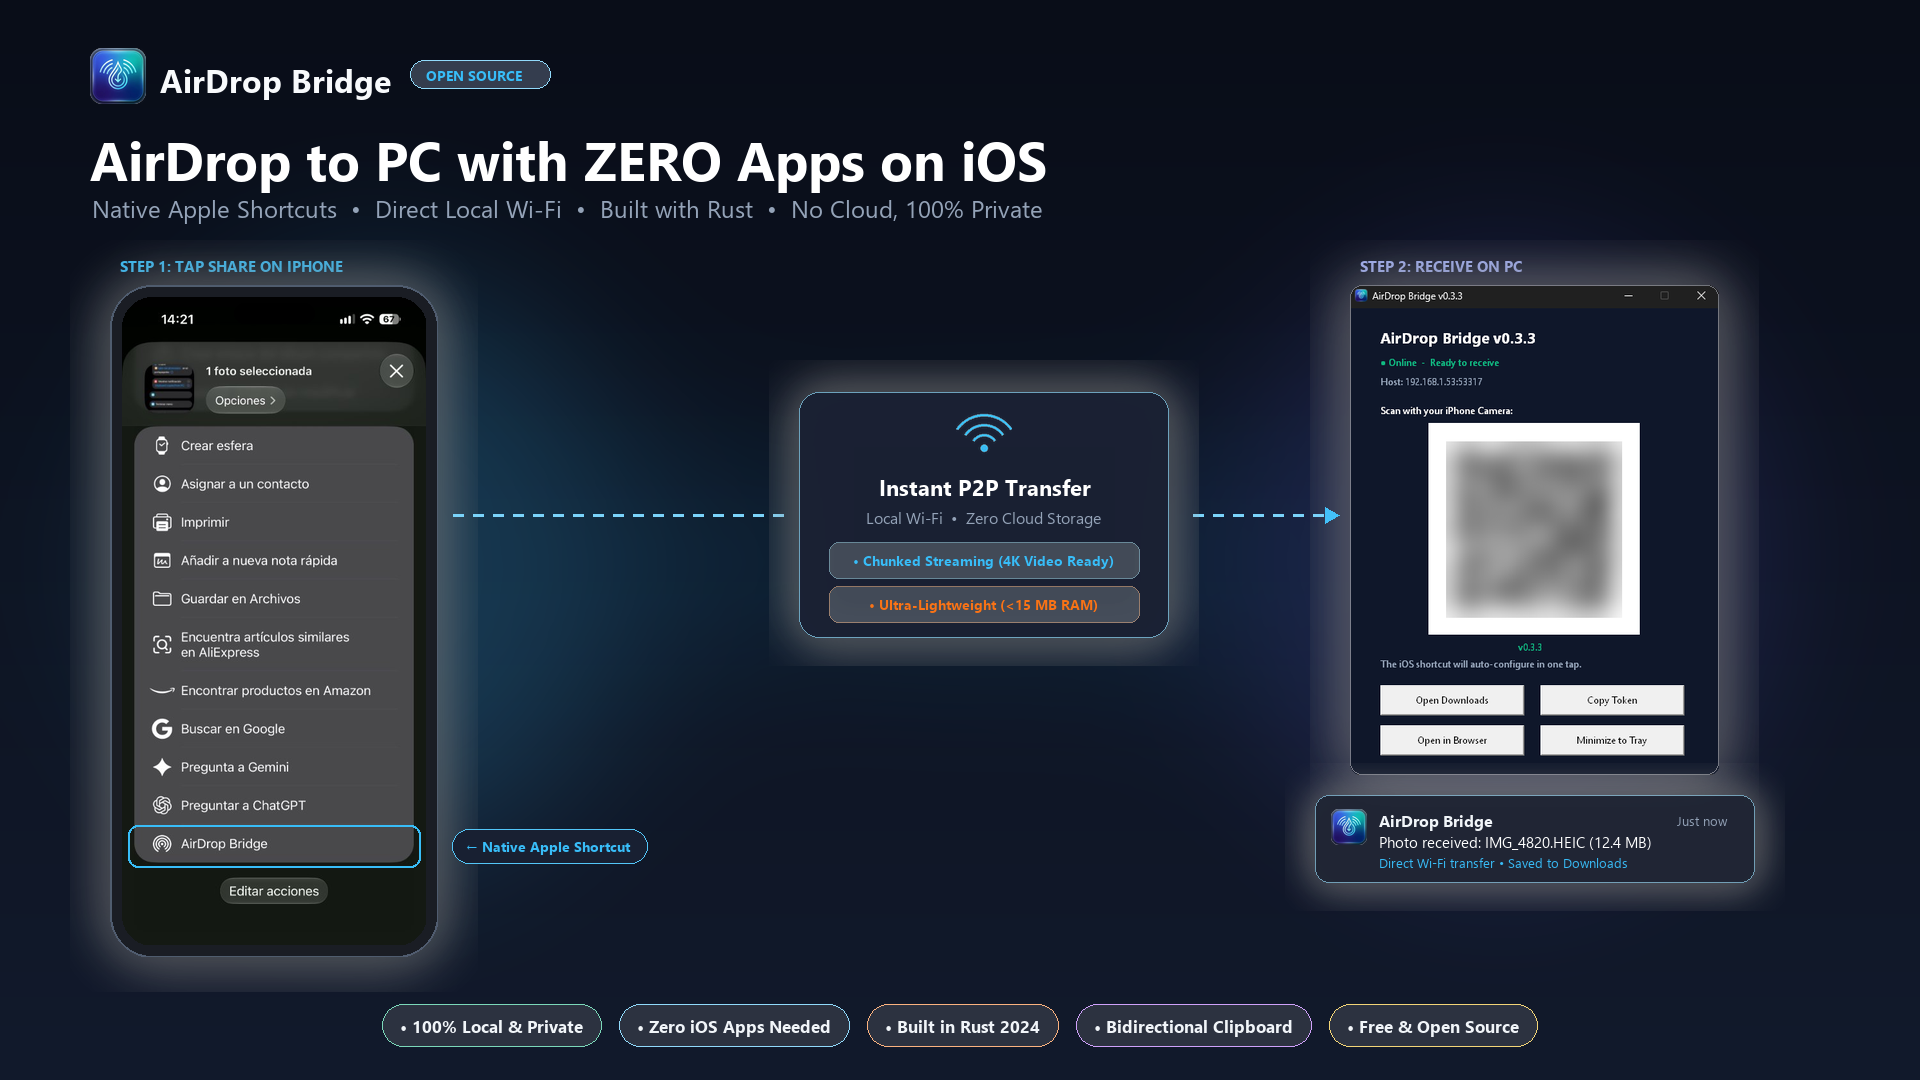 AirDrop Bridge
OPEN SOURCE
AirDrop to PC with ZERO Apps on iOS
Native Apple Shortcuts • Direct Local Wi-Fi • Built with Rust • No Cloud, 100% Private
STEP 1: TAP SHARE ON IPHONE
14:21
67
1 foto seleccionada
Opciones >
Crear esfera
Asignar a un contacto
Imprimir
Añadir a nueva nota rápida
Guardar en Archivos
Encuentra artículos similares
en AliExpress
Encontrar productos en Amazon
Buscar en Google
Pregunta a Gemini
Preguntar a ChatGPT
AirDrop Bridge
Editar acciones
← Native Apple Shortcut
Instant P2P Transfer
Local Wi-Fi • Zero Cloud Storage
• Chunked Streaming (4K Video Ready)
• Ultra-Lightweight (<15 MB RAM)
STEP 2: RECEIVE ON PC
AirDrop Bridge v0.3.3
AirDrop Bridge v0.3.3
● Online - Ready to receive
Host: 192.168.1.53:53317
Scan with your iPhone Camera:
v0.3.3
The iOS shortcut will auto-configure in one tap.
Open Downloads
Copy Token
Open in Browser
Minimize to Tray
AirDrop Bridge
Just now
Photo received: IMG_4820.HEIC (12.4 MB)
Direct Wi-Fi transfer • Saved to Downloads
• 100% Local & Private
• Zero iOS Apps Needed
• Built in Rust 2024
• Bidirectional Clipboard
• Free & Open Source